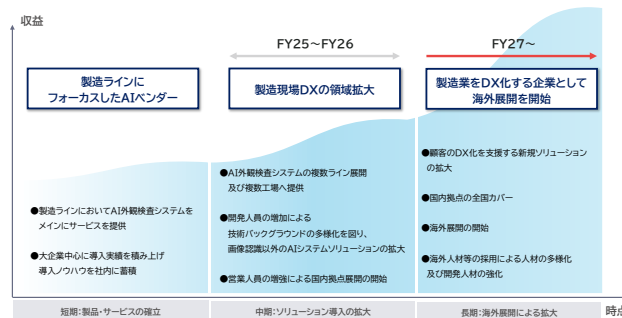 収益
FY25～FY26
FY27～
製造ラインに
フォーカスしたAIベンダー
製造現場DXの領域拡大
製造業をDX化する企業として
海外展開を開始
●製造ラインにおいてAI外観検査システムを
メインにサービスを提供
●大企業中心に導入実績を積み上げ
導入ノウハウを社内に蓄積
●AI外観検査システムの複数ライン展開
及び複数工場へ提供
●開発人員の増加による
技術バックグラウンドの多様化を図り、
画像認識以外のAIシステムソリューションの拡大
●営業人員の増強による国内拠点展開の開始
●顧客のDX化を支援する新規ソリューション
の拡大
●国内拠点の全国カバー
●海外展開の開始
●海外人材等の採用による人材の多様化
及び開発人材の強化
短期：製品・サービスの確立
中期：ソリューション導入の拡大
長期：海外展開による拡大
時点